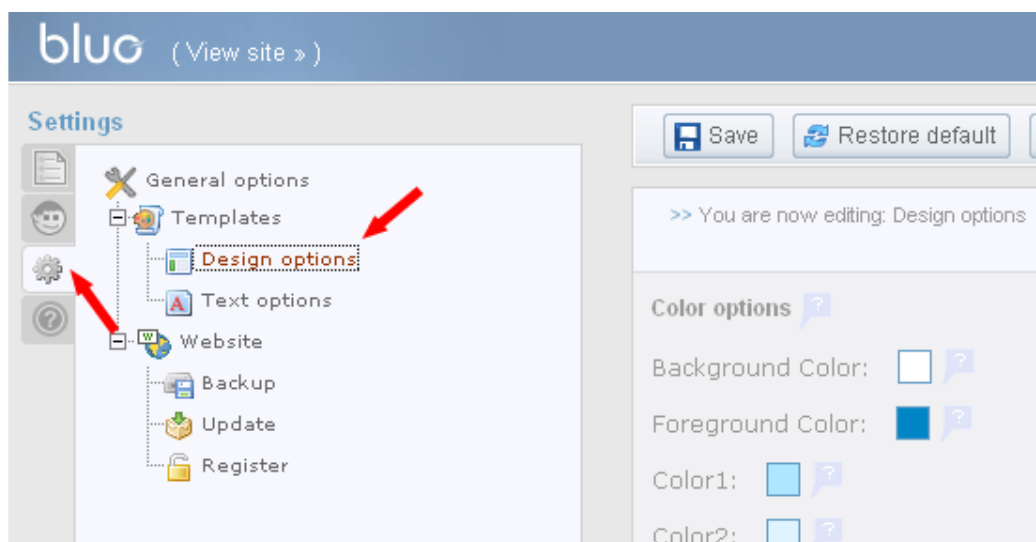 bluo ( View site » )
Settings
General options
Templates
Design options
Text options
Website
Backup
Update
Register
Save
Restore default
>> You are now editing: Design options
Color options ?
Background Color: ?
Foreground Color: ?
Color1: ?
Color2: ?